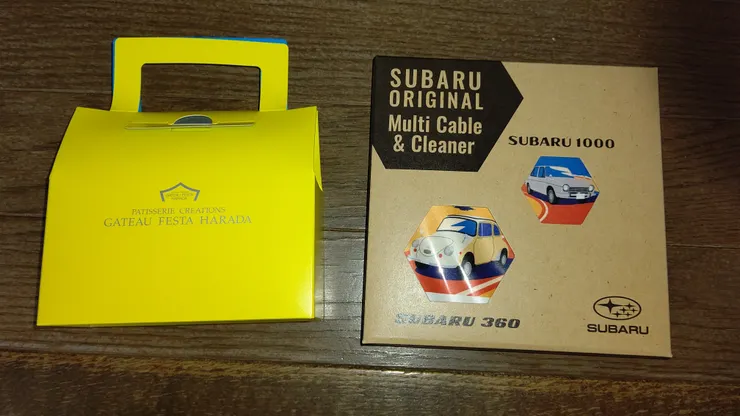 PATISSERIE CREATIONS
GATEAU FESTA HARADA
SUBARU
ORIGINAL
Multi Cable
& Cleaner
SUBARU 1000
SUBARU 360
SUBARU